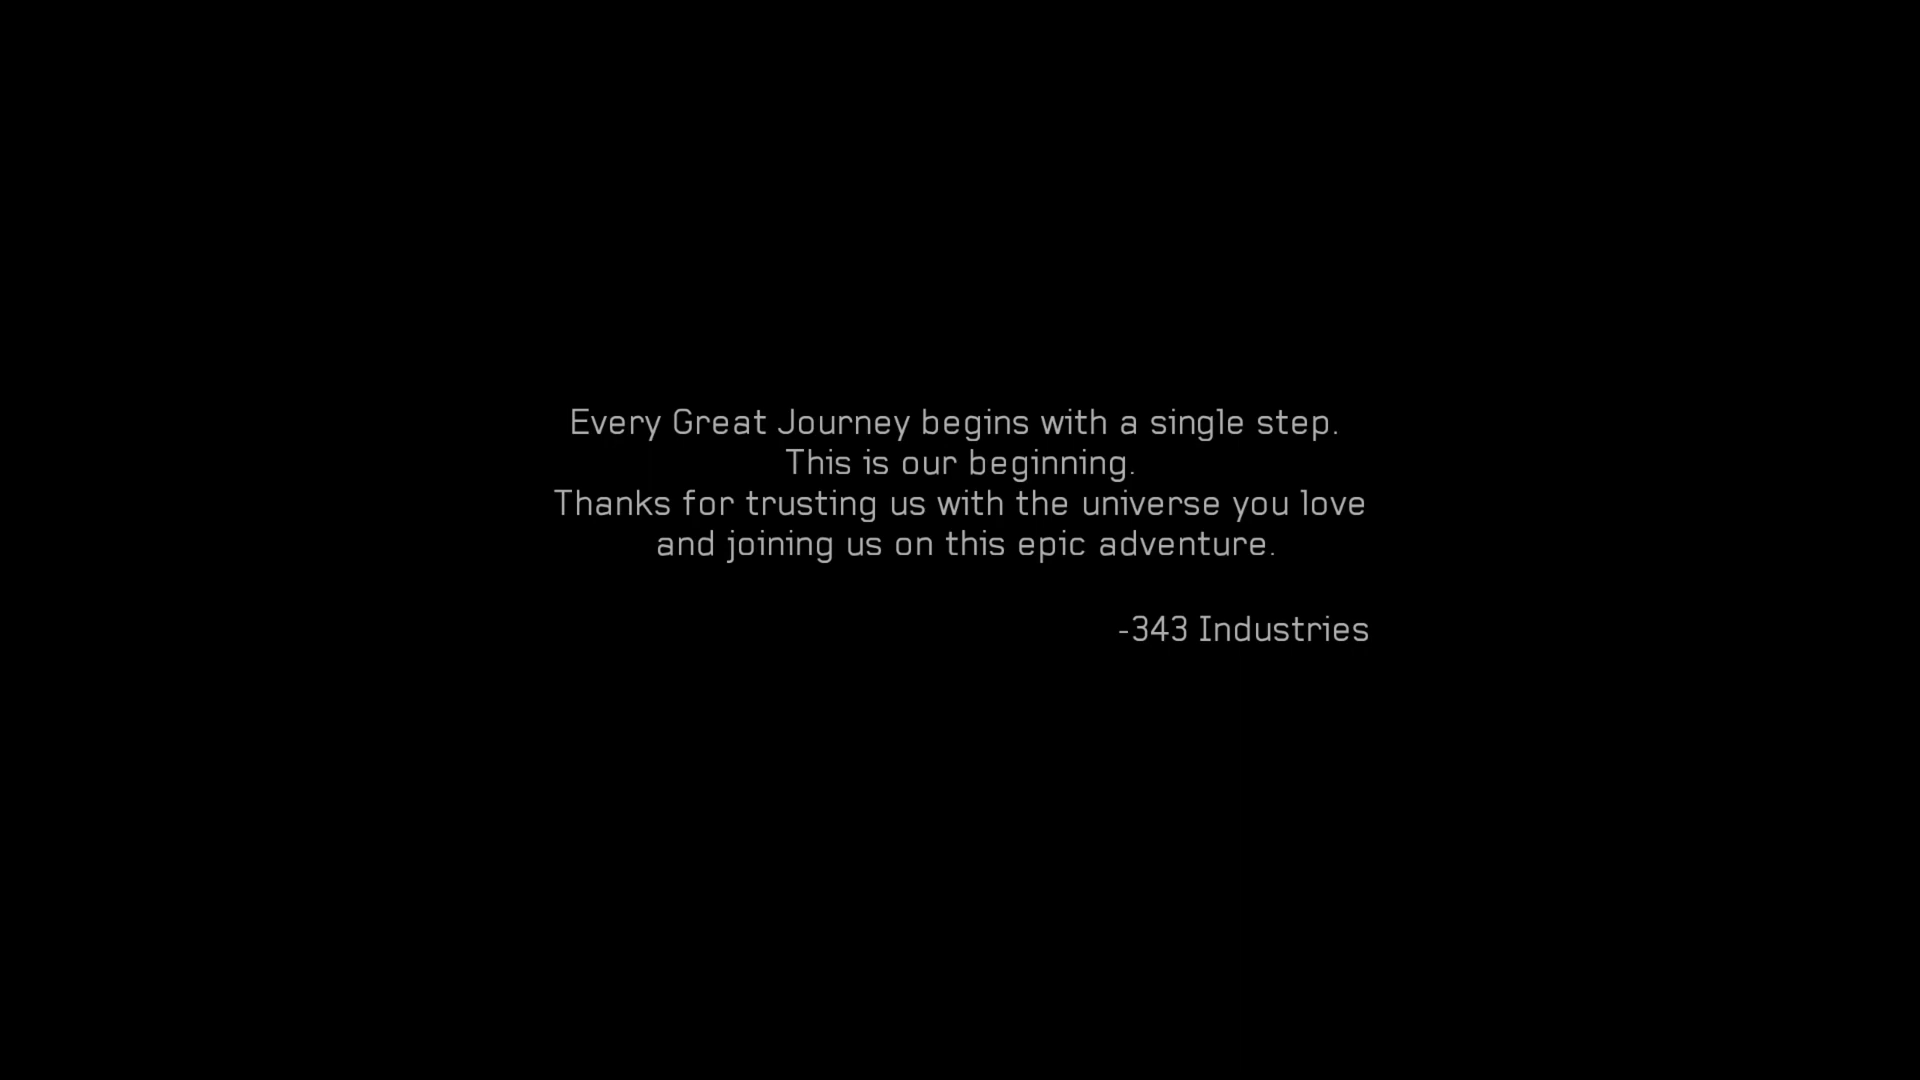 Every Great Journey begins with a single step.
This is our beginning.
Thanks for trusting us with the universe you love
and joining us on this epic adventure.
-343 Industries